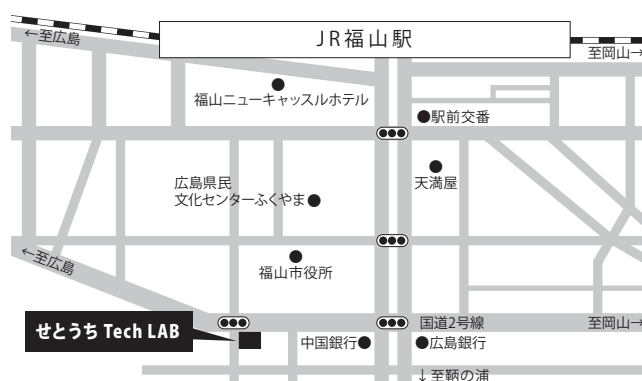 JR福山駅
←至広島
至岡山→
福山ニューキャッスルホテル
駅前交番
天満屋
広島県民
文化センターふくやま
←至広島
福山市役所
せとうち Tech LAB
国道2号線
至岡山→
中国銀行
広島銀行
↓至鞆の浦